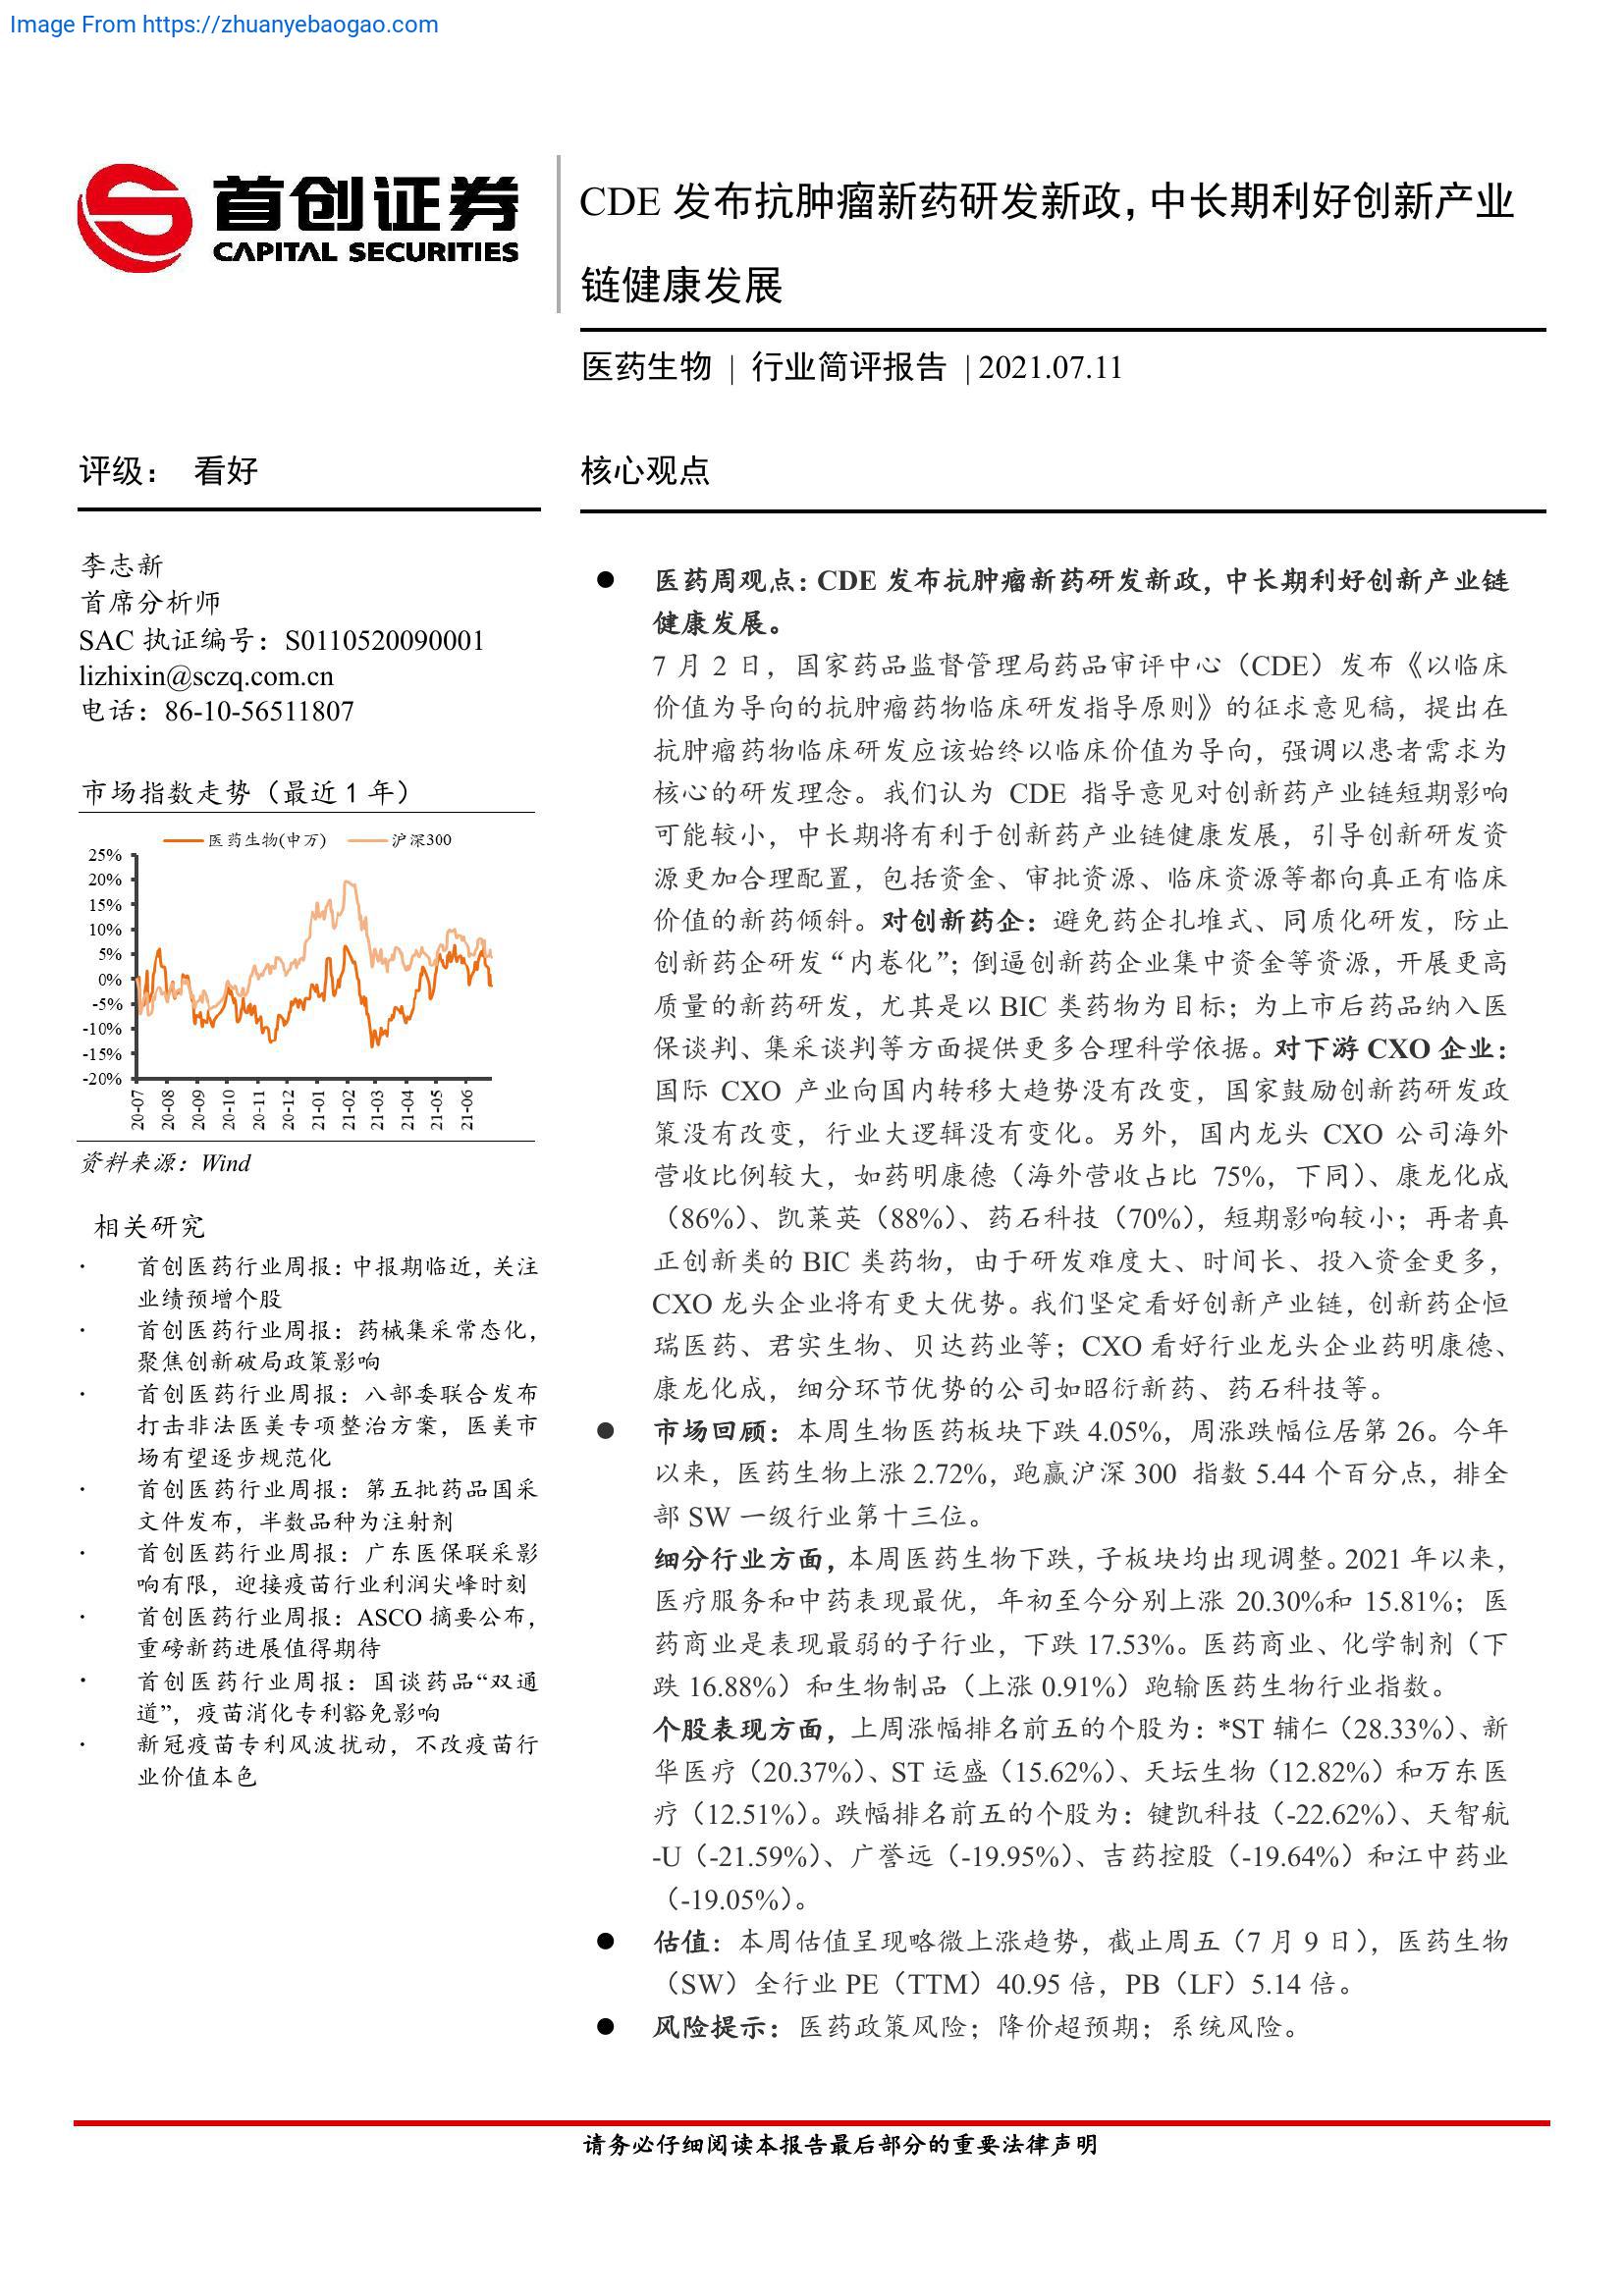 Image From https://zhuanyebaogao.com
首创证券
CAPITAL SECURITIES
CDE 发布抗肿瘤新药研发新政，中长期利好创新产业
链健康发展
医药生物 | 行业简评报告 | 2021.07.11
评级： 看好
李志新
首席分析师
SAC 执证编号：S0110520090001
lizhixin@sczq.com.cn
电话：86-10-56511807
市场指数走势（最近 1 年）
医药生物(申万) 沪深300
25%
20%
15%
10%
5%
0%
-5%
-10%
-15%
-20%
20-07
20-08
20-09
20-10
20-11
20-12
21-01
21-02
21-03
21-04
21-05
21-06
资料来源：Wind
相关研究
· 首创医药行业周报：中报期临近，关注
业绩预增个股
· 首创医药行业周报：药械集采常态化，
聚焦创新破局政策影响
· 首创医药行业周报：八部委联合发布
打击非法医美专项整治方案，医美市
场有望逐步规范化
· 首创医药行业周报：第五批药品国采
文件发布，半数品种为注射剂
· 首创医药行业周报：广东医保联采影
响有限，迎接疫苗行业利润尖峰时刻
· 首创医药行业周报：ASCO 摘要公布，
重磅新药进展值得期待
· 首创医药行业周报：国谈药品“双通
道”，疫苗消化专利豁免影响
· 新冠疫苗专利风波扰动，不改疫苗行
业价值本色
核心观点
● 医药周观点：CDE 发布抗肿瘤新药研发新政，中长期利好创新产业链
健康发展。
7 月 2 日，国家药品监督管理局药品审评中心（CDE）发布《以临床
价值为导向的抗肿瘤药物临床研发指导原则》的征求意见稿，提出在
抗肿瘤药物临床研发应该始终以临床价值为导向，强调以患者需求为
核心的研发理念。我们认为 CDE 指导意见对创新药产业链短期影响
可能较小，中长期将有利于创新药产业链健康发展，引导创新研发资
源更加合理配置，包括资金、审批资源、临床资源等都向真正有临床
价值的新药倾斜。对创新药企：避免药企扎堆式、同质化研发，防止
创新药企研发“内卷化”；倒逼创新药企业集中资金等资源，开展更高
质量的新药研发，尤其是以 BIC 类药物为目标；为上市后药品纳入医
保谈判、集采谈判等方面提供更多合理科学依据。对下游 CXO 企业：
国际 CXO 产业向国内转移大趋势没有改变，国家鼓励创新药研发政
策没有改变，行业大逻辑没有变化。另外，国内龙头 CXO 公司海外
营收比例较大，如药明康德（海外营收占比 75%，下同）、康龙化成
（86%）、凯莱英（88%）、药石科技（70%），短期影响较小；再者真
正创新类的 BIC 类药物，由于研发难度大、时间长、投入资金更多，
CXO 龙头企业将有更大优势。我们坚定看好创新产业链，创新药企恒
瑞医药、君实生物、贝达药业等；CXO 看好行业龙头企业药明康德、
康龙化成，细分环节优势的公司如昭衍新药、药石科技等。
● 市场回顾：本周生物医药板块下跌 4.05%，周涨跌幅位居第 26。今年
以来，医药生物上涨 2.72%，跑赢沪深 300 指数 5.44 个百分点，排全
部 SW 一级行业第十三位。
细分行业方面，本周医药生物下跌，子板块均出现调整。2021 年以来，
医疗服务和中药表现最优，年初至今分别上涨 20.30%和 15.81%；医
药商业是表现最弱的子行业，下跌 17.53%。医药商业、化学制剂（下
跌 16.88%）和生物制品（上涨 0.91%）跑输医药生物行业指数。
个股表现方面，上周涨幅排名前五的个股为：*ST 辅仁（28.33%）、新
华医疗（20.37%）、ST 运盛（15.62%）、天坛生物（12.82%）和万东医
疗（12.51%）。跌幅排名前五的个股为：键凯科技（-22.62%）、天智航
-U（-21.59%）、广誉远（-19.95%）、吉药控股（-19.64%）和江中药业
（-19.05%）。
● 估值：本周估值呈现略微上涨趋势，截止周五（7 月 9 日），医药生物
（SW）全行业 PE（TTM）40.95 倍，PB（LF）5.14 倍。
● 风险提示：医药政策风险；降价超预期；系统风险。
请务必仔细阅读本报告最后部分的重要法律声明